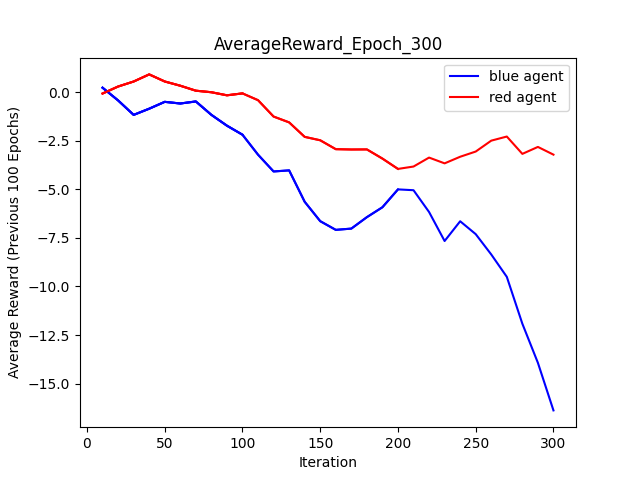 AverageReward_Epoch_300
blue agent
red agent
Average Reward (Previous 100 Epochs)
0.0
−2.5
−5.0
−7.5
−10.0
−12.5
−15.0
0 50 100 150 200 250 300
Iteration